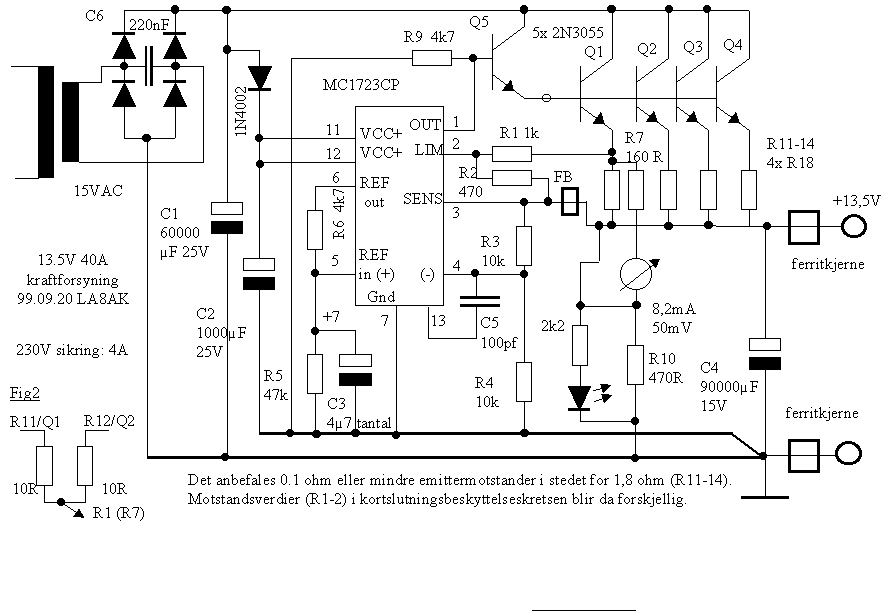 C6
220nF
15VAC
1N4002
R9 4k7
Q5
5x 2N3055
Q1
Q2
Q3
Q4
MC1723CP
11
VCC+
OUT
1
12
VCC+
LIM
2
R1 1k
R7
160 R
R11-14
4x R18
6
REF
out
R2
470
FB
SENS
3
+13,5V
C1
60000
µF 25V
R6 4k7
R3
10k
ferritkjerne
5
REF
in (+)
(-)
4
13.5V 40A
kraftforsyning
99.09.20 LA8AK
Gnd
7
13
C5
100pf
8,2mA
50mV
C2
1000µF
25V
+7
2k2
230V sikring: 4A
R5
47k
R10
470R
C4
90000µF
15V
R4
10k
C3
4µ7 tantal
Fig2
R11/Q1
R12/Q2
10R
10R
R1 (R7)
ferritkjerne
Det anbefales 0.1 ohm eller mindre emittermotstander i stedet for 1,8 ohm (R11-14).
Motstandsverdier (R1-2) i kortslutningsbeskyttelseskretsen blir da forskjellig.